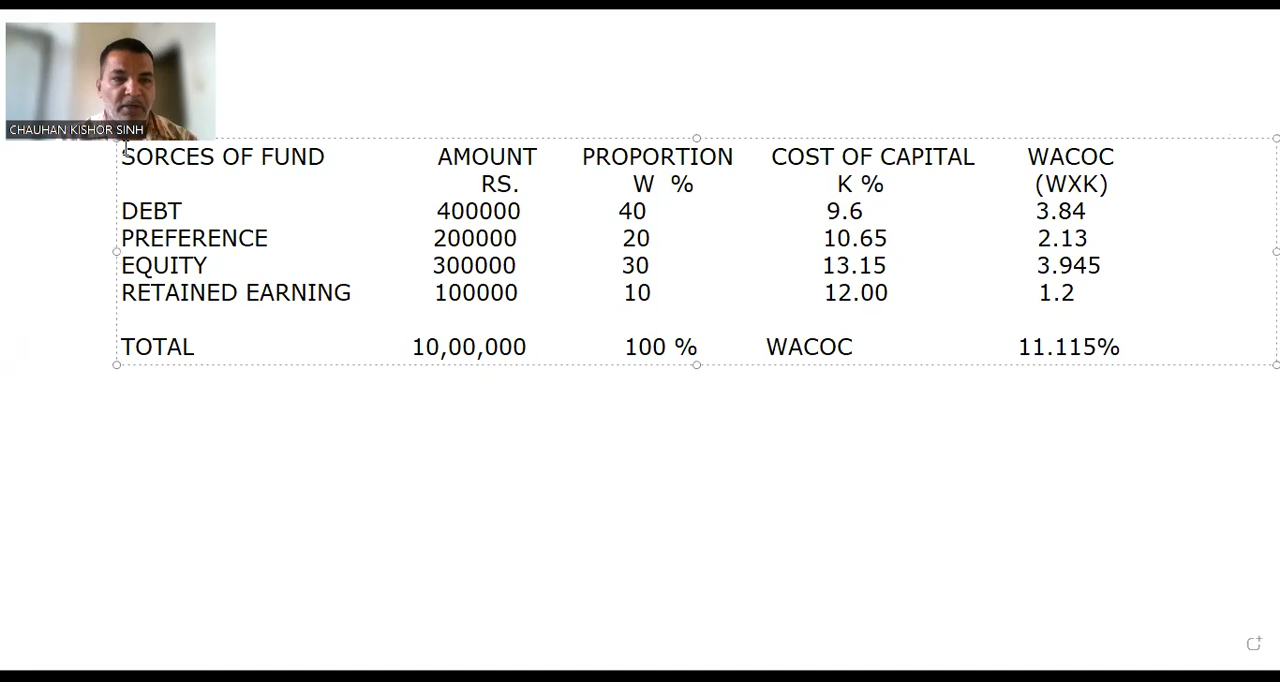 CHAUHAN KISHOR SINH
SORCES OF FUND AMOUNT PROPORTION COST OF CAPITAL WACOC
RS. W % K % (WXK)
DEBT 400000 40 9.6 3.84
PREFERENCE 200000 20 10.65 2.13
EQUITY 300000 30 13.15 3.945
RETAINED EARNING 100000 10 12.00 1.2
TOTAL 10,00,000 100 % WACOC 11.115%